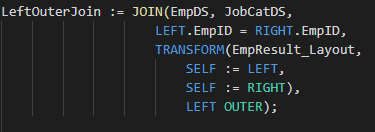 LeftOuterJoin := JOIN(EmpDS, JobCatDS,
LEFT.EmpID = RIGHT.EmpID,
TRANSFORM(EmpResult_Layout,
SELF := LEFT,
SELF := RIGHT),
LEFT OUTER);